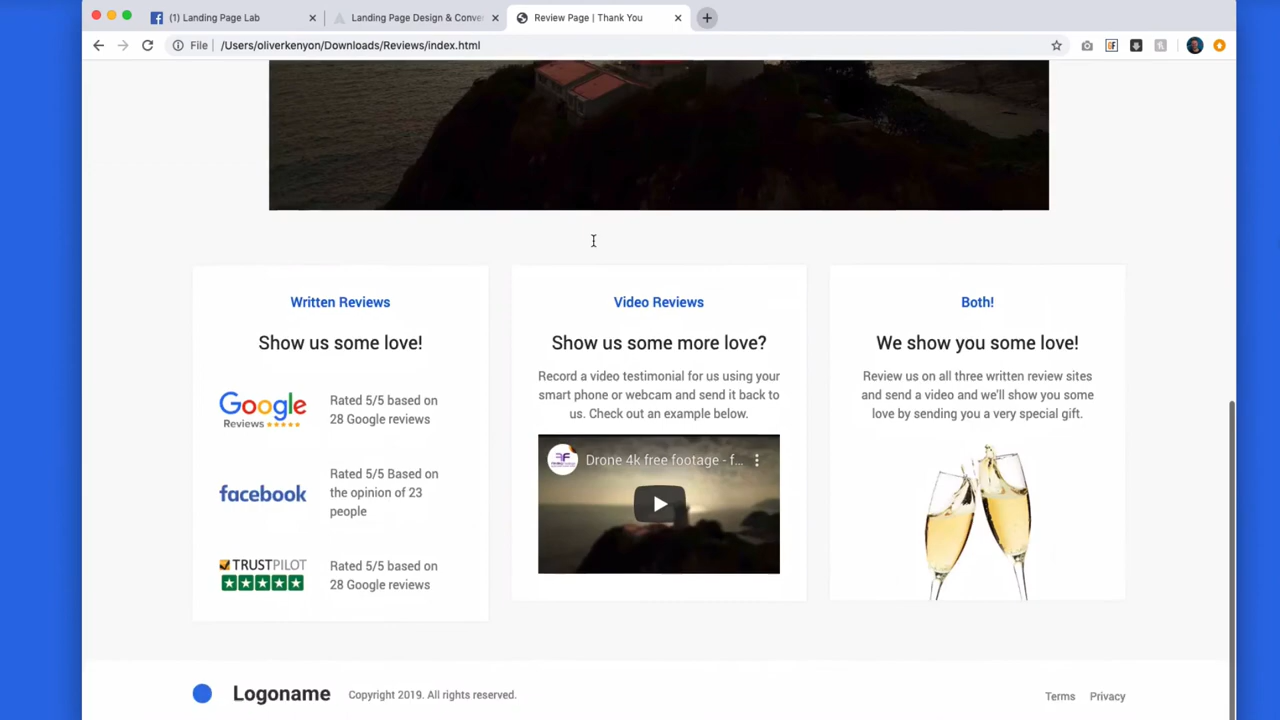 (1) Landing Page Lab
Landing Page Design & Conver
Review Page | Thank You
File
/Users/oliverkenyon/Downloads/Reviews/index.html
Written Reviews
Show us some love!
Google
Reviews
Rated 5/5 based on
28 Google reviews
facebook
Rated 5/5 Based on
the opinion of 23
people
TRUSTPILOT
Rated 5/5 based on
28 Google reviews
Video Reviews
Show us some more love?
Record a video testimonial for us using your
smart phone or webcam and send it back to
us. Check out an example below.
Drone 4k free footage - f...
Both!
We show you some love!
Review us on all three written review sites
and send a video and we'll show you some
love by sending you a very special gift.
Logoname
Copyright 2019. All rights reserved.
Terms
Privacy